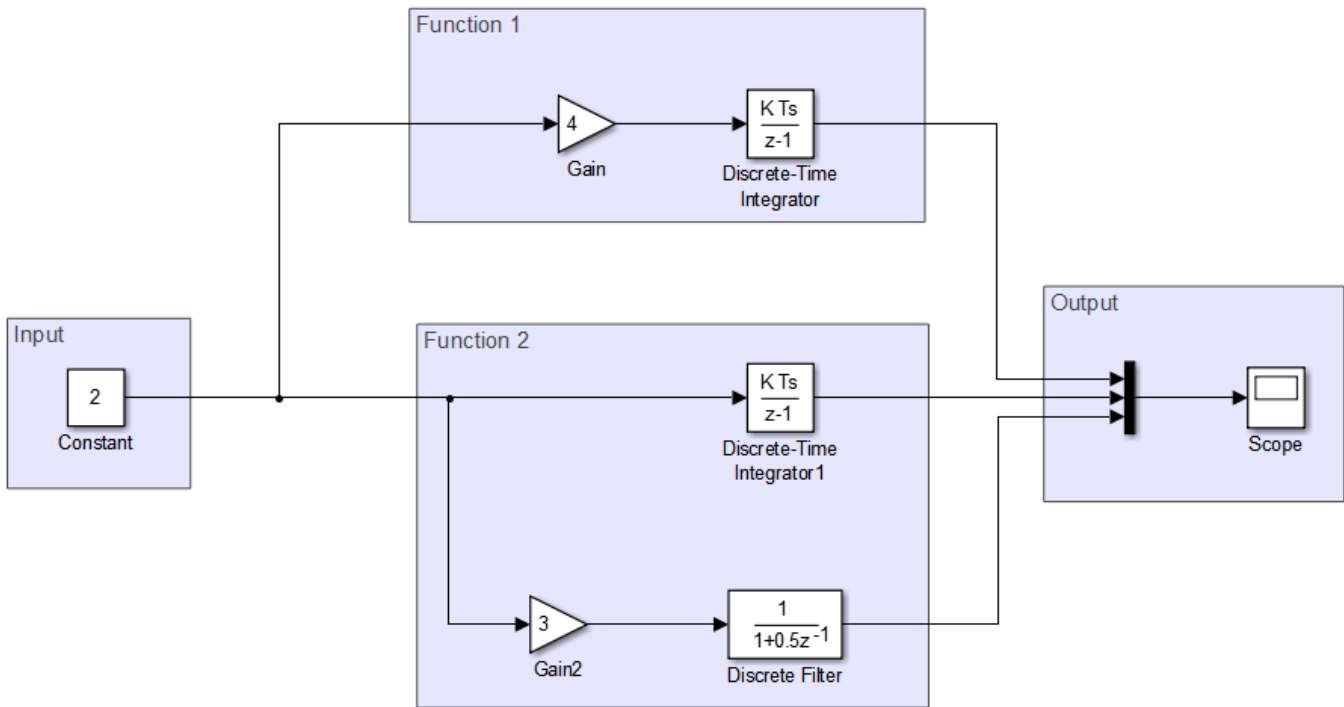 Function 1
4
Gain
K Ts
z-1
Discrete-Time
Integrator
Input
2
Constant
Function 2
K Ts
z-1
Discrete-Time
Integrator1
3
Gain2
1
1+0.5z-1
Discrete Filter
Output
Scope